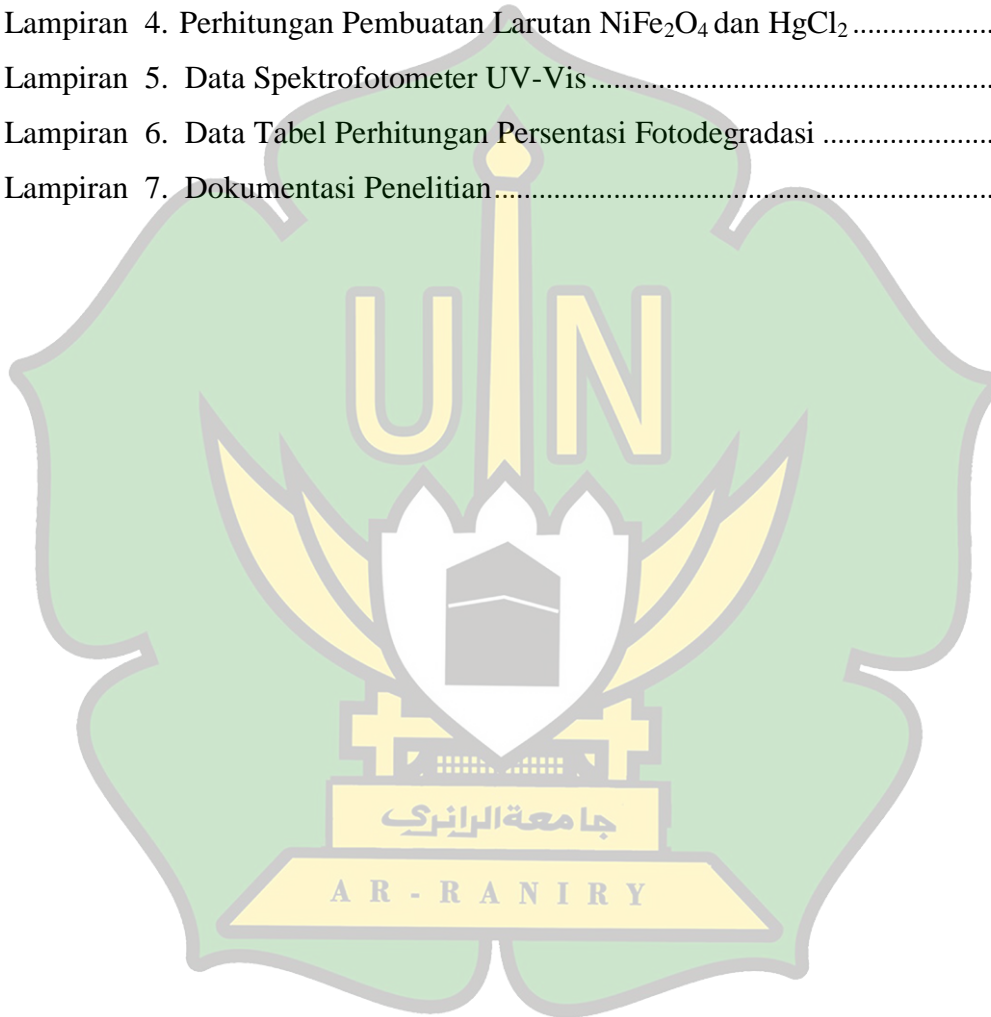 Lampiran 4. Perhitungan Pembuatan Larutan NiFe₂O₄ dan HgCl₂ ...................
Lampiran 5. Data Spektrofotometer UV-Vis ......................................................
Lampiran 6. Data Tabel Perhitungan Persentasi Fotodegradasi .......................
Lampiran 7. Dokumentasi Penelitian ...................................................................
UIN
جامعة الرانري
AR - RANIRY